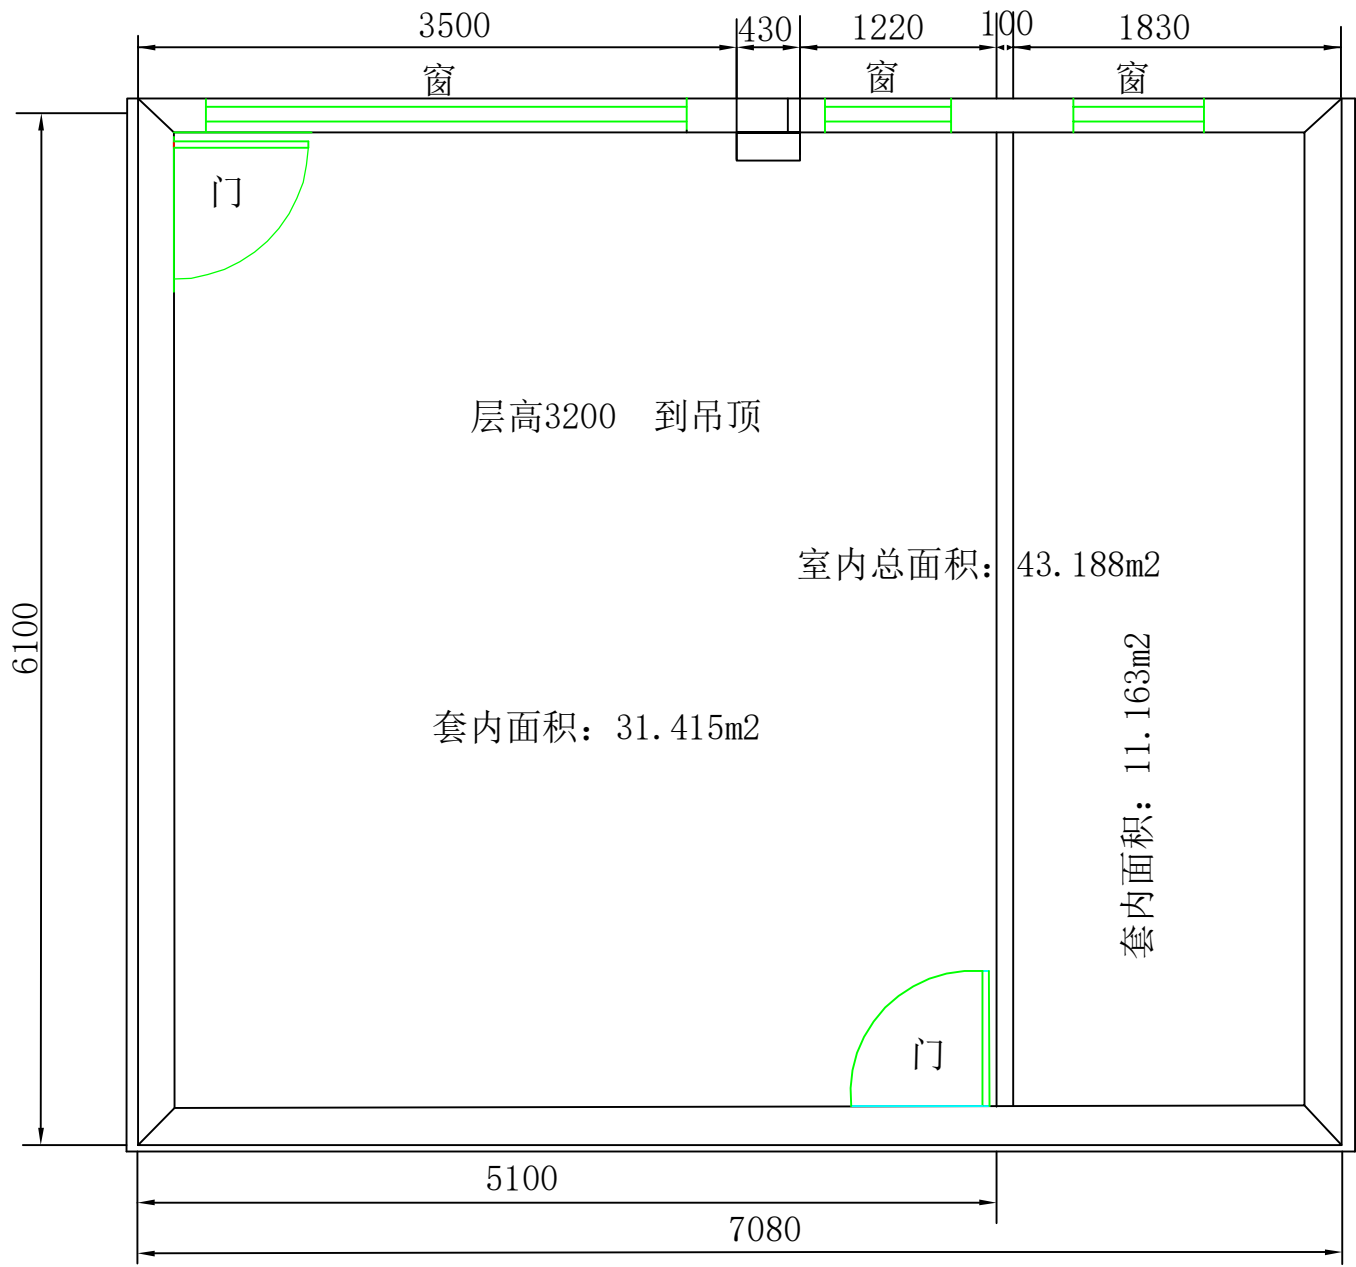 3500
430
1220
100
1830
窗
窗
窗
门
层高3200 到吊顶
室内总面积：43.188m2
6100
套内面积：31.415m2
套内面积：11.163m2
门
5100
7080